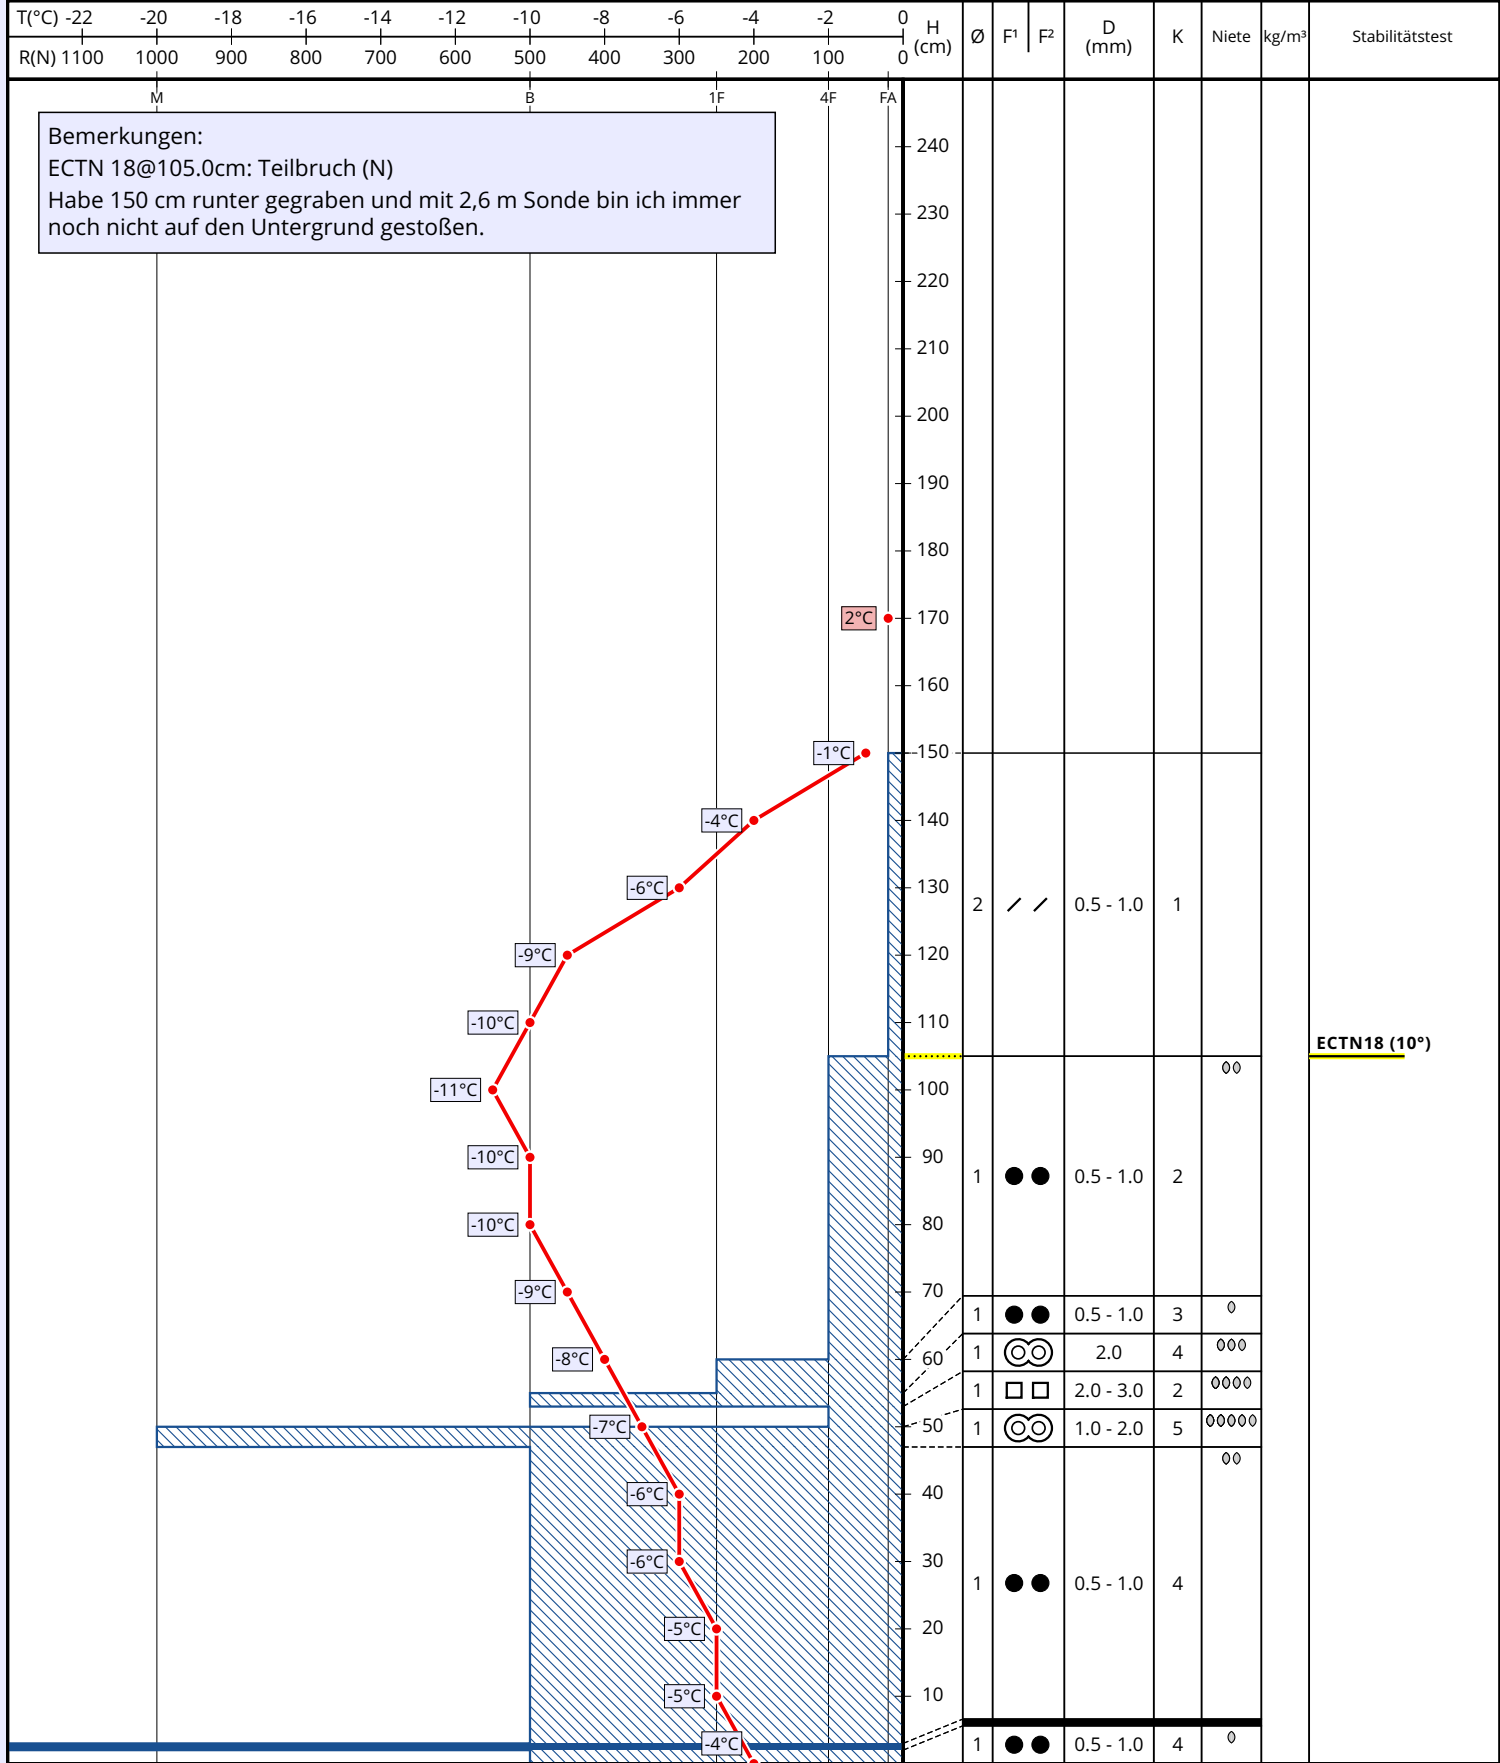 T(°C) -22 -20 -18 -16 -14 -12 -10 -8 -6 -4 -2 0
R(N) 1100 1000 900 800 700 600 500 400 300 200 100 0
H (cm) Ø F¹ F² D (mm) K Niete kg/m³ Stabilitätstest
M B 1F 4F FA
Bemerkungen:
ECTN 18@105.0cm: Teilbruch (N)
Habe 150 cm runter gegraben und mit 2,6 m Sonde bin ich immer
noch nicht auf den Untergrund gestoßen.
240
230
220
210
200
190
180
2°C 170
160
-1°C 150
-4°C 140
-6°C 130
2 0.5 - 1.0 1
-9°C 120
-10°C 110
ECTN18 (10°)
-11°C 100
-10°C 90
1 0.5 - 1.0 2
-10°C 80
-9°C 70
1 0.5 - 1.0 3
-8°C 60 1 2.0 4
1 2.0 - 3.0 2
-7°C 50 1 1.0 - 2.0 5
-6°C 40
-6°C 30
1 0.5 - 1.0 4
-5°C 20
-5°C 10
-4°C 1 0.5 - 1.0 4